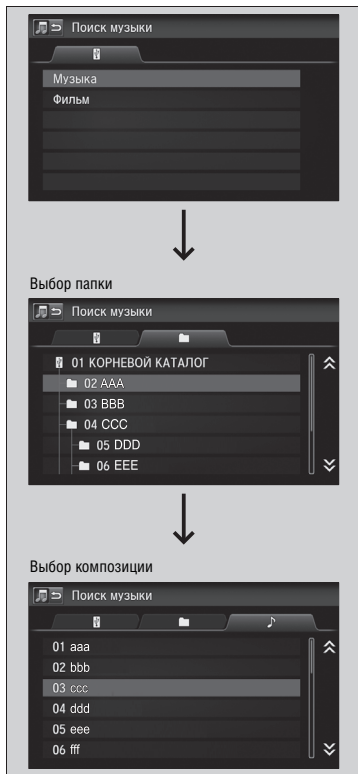 Поиск музыки
Музыка
Фильм
Выбор папки
Поиск музыки
01 КОРНЕВОЙ КАТАЛОГ
02 AAA
03 BBB
04 CCC
05 DDD
06 EEE
Выбор композиции
Поиск музыки
01 aaa
02 bbb
03 ccc
04 ddd
05 eee
06 fff